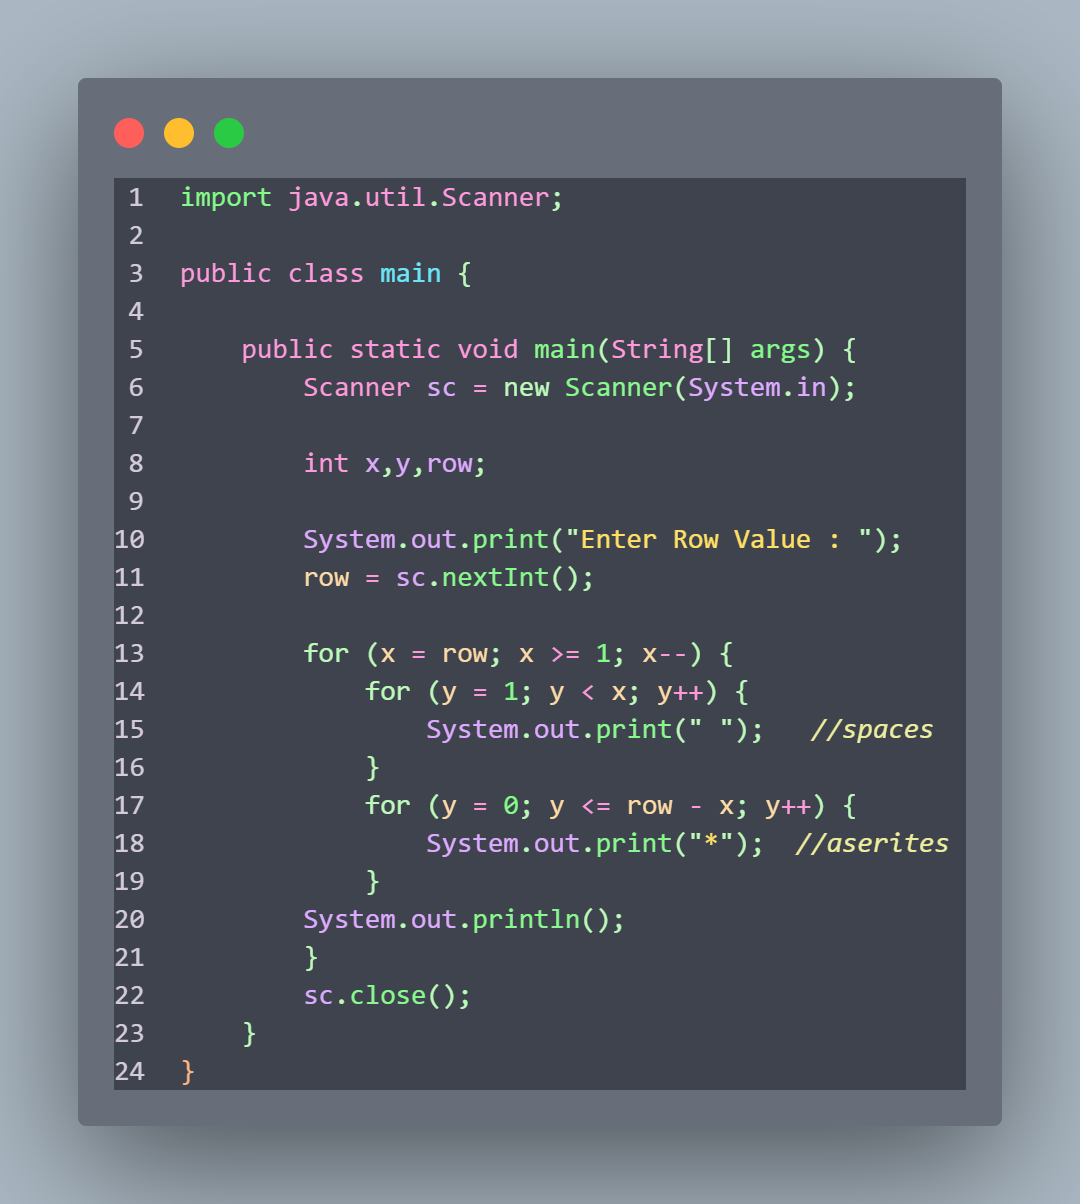 1 import java.util.Scanner;
2
3 public class main {
4
5     public static void main(String[] args) {
6         Scanner sc = new Scanner(System.in);
7
8         int x,y,row;
9
10         System.out.print("Enter Row Value : ");
11         row = sc.nextInt();
12
13         for (x = row; x >= 1; x--) {
14             for (y = 1; y < x; y++) {
15                 System.out.print(" ");   //spaces
16             }
17             for (y = 0; y <= row - x; y++) {
18                 System.out.print("*");  //aserites
19             }
20         System.out.println();
21         }
22         sc.close();
23     }
24 }